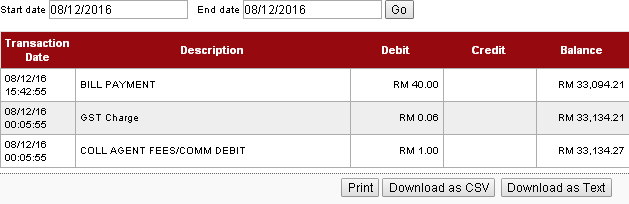 Start date 08/12/2016 End date 08/12/2016 Go
Transaction Date Description Debit Credit Balance
08/12/16 15:42:55 BILL PAYMENT RM 40.00 RM 33,094.21
08/12/16 00:05:55 GST Charge RM 0.06 RM 33,134.21
08/12/16 00:05:55 COLL AGENT FEES/COMM DEBIT RM 1.00 RM 33,134.27
Print Download as CSV Download as Text